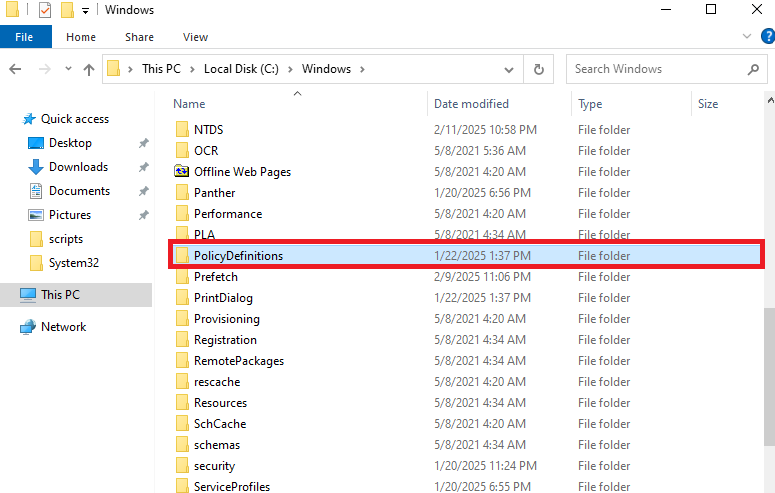 Windows
File Home Share View
This PC > Local Disk (C:) > Windows > Search Windows
Name Date modified Type Size
Quick access
Desktop
Downloads
Documents
Pictures
scripts
System32
This PC
Network
NTDS 2/11/2025 10:58 PM File folder
OCR 5/8/2021 5:36 AM File folder
Offline Web Pages 5/8/2021 4:20 AM File folder
Panther 1/20/2025 6:56 PM File folder
Performance 5/8/2021 4:20 AM File folder
PLA 5/8/2021 4:34 AM File folder
PolicyDefinitions 1/22/2025 1:37 PM File folder
Prefetch 2/9/2025 11:06 PM File folder
PrintDialog 1/22/2025 1:37 PM File folder
Provisioning 5/8/2021 4:20 AM File folder
Registration 5/8/2021 4:34 AM File folder
RemotePackages 5/8/2021 4:34 AM File folder
rescache 5/8/2021 4:20 AM File folder
Resources 5/8/2021 4:34 AM File folder
SchCache 5/8/2021 4:20 AM File folder
schemas 5/8/2021 4:34 AM File folder
security 1/20/2025 11:24 PM File folder
ServiceProfiles 1/20/2025 6:55 PM File folder